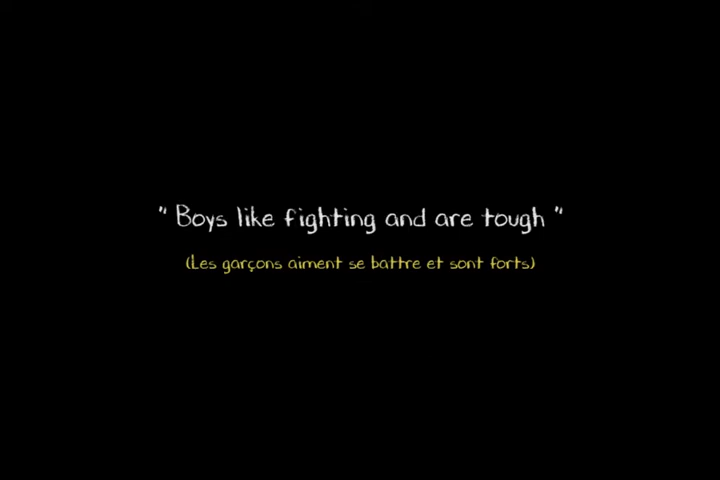 " Boys like fighting and are tough "
(Les garçons aiment se battre et sont forts)